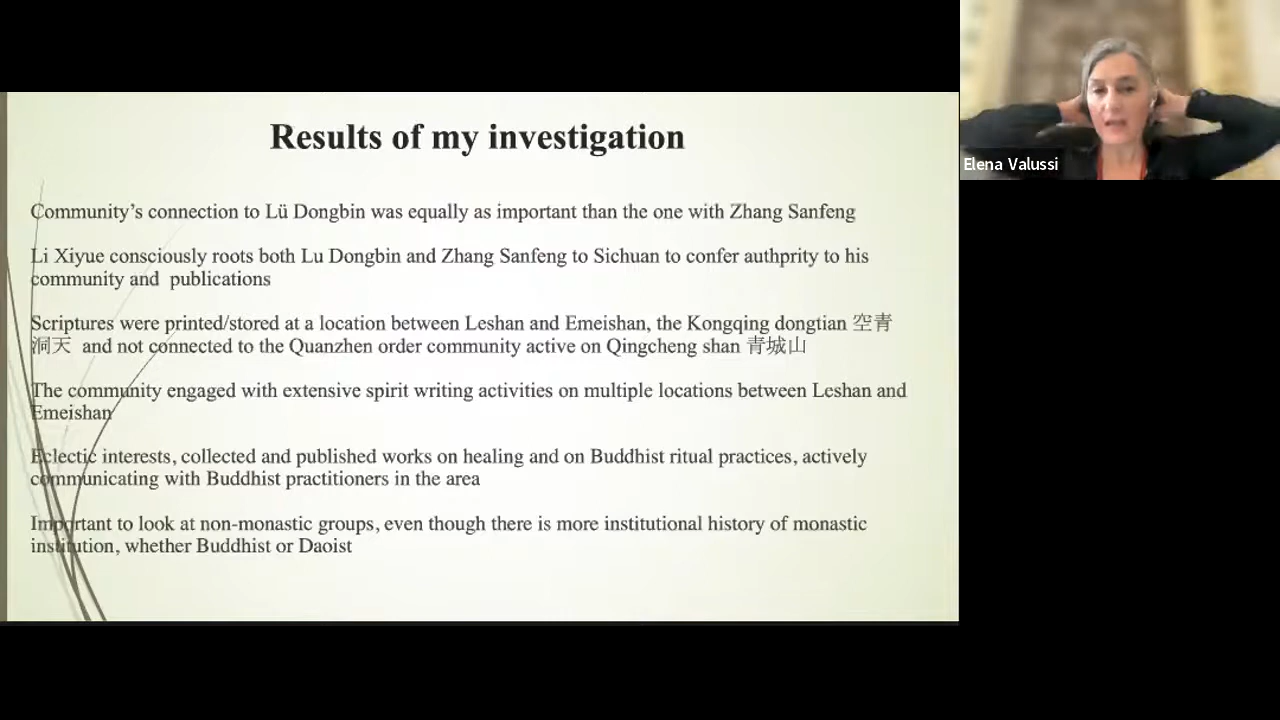 Results of my investigation
Community's connection to Lü Dongbin was equally as important than the one with Zhang Sanfeng
Li Xiyue consciously roots both Lu Dongbin and Zhang Sanfeng to Sichuan to confer authprity to his
community and  publications
Scriptures were printed/stored at a location between Leshan and Emeishan, the Kongqing dongtian 空青
洞天  and not connected to the Quanzhen order community active on Qingcheng shan 青城山
The community engaged with extensive spirit writing activities on multiple locations between Leshan and
Emeishan
Eclectic interests, collected and published works on healing and on Buddhist ritual practices, actively
communicating with Buddhist practitioners in the area
Important to look at non-monastic groups, even though there is more institutional history of monastic
institution, whether Buddhist or Daoist
Elena Valussi